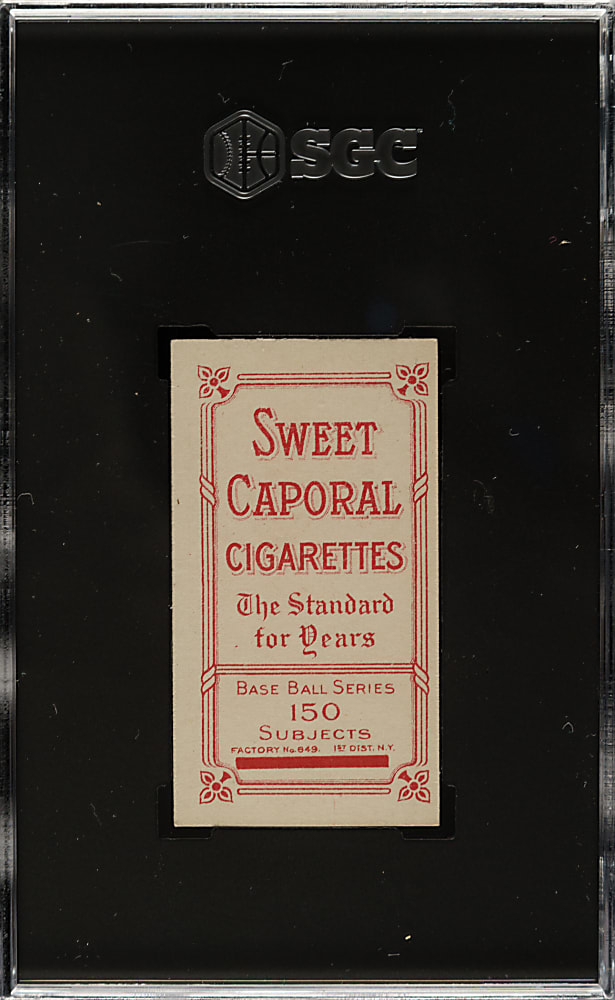 SGC
SWEET
CAPORAL
CIGARETTES
The Standard
for Years
BASE BALL SERIES
150
SUBJECTS
FACTORY No. 649. 1ST DIST. N.Y.